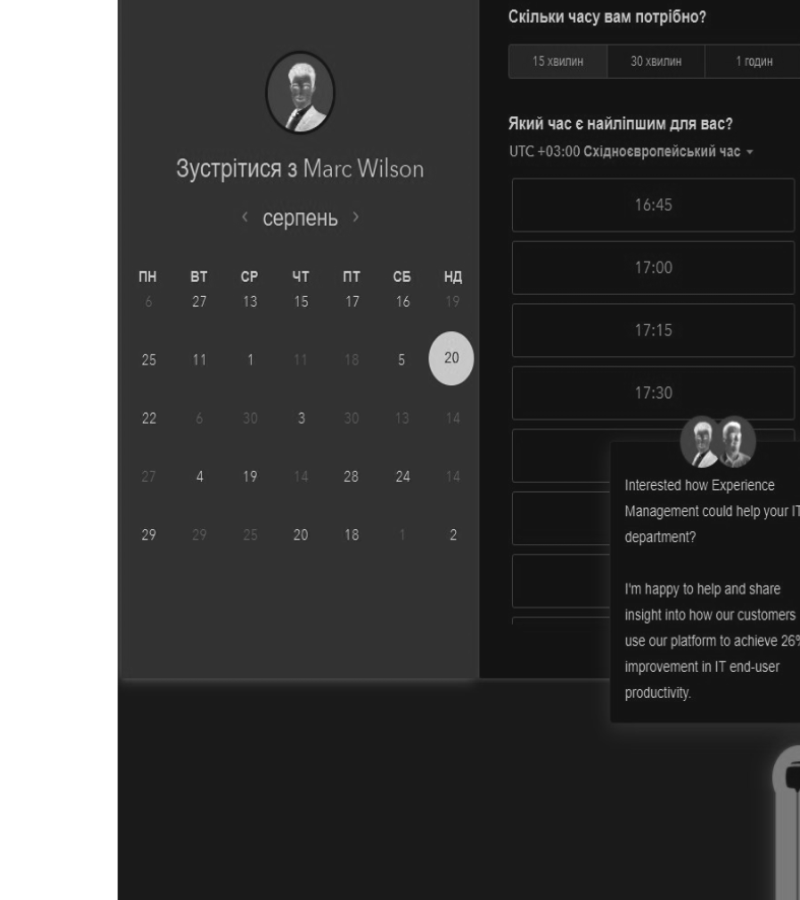 Зустрітися з Marc Wilson
‹ серпень ›
ПН ВТ СР ЧТ ПТ СБ НД
6 27 13 15 17 16 19
25 11 1 11 18 5 20
22 6 30 3 30 13 14
27 4 19 14 28 24 14
29 29 25 20 18 1 2
Скільки часу вам потрібно?
15 хвилин 30 хвилин 1 годин
Який час є найліпшим для вас?
UTC +03:00 Східноєвропейський час
16:45
17:00
17:15
17:30
Interested how Experience
Management could help your IT
department?
I'm happy to help and share
insight into how our customers
use our platform to achieve 26%
improvement in IT end-user
productivity.